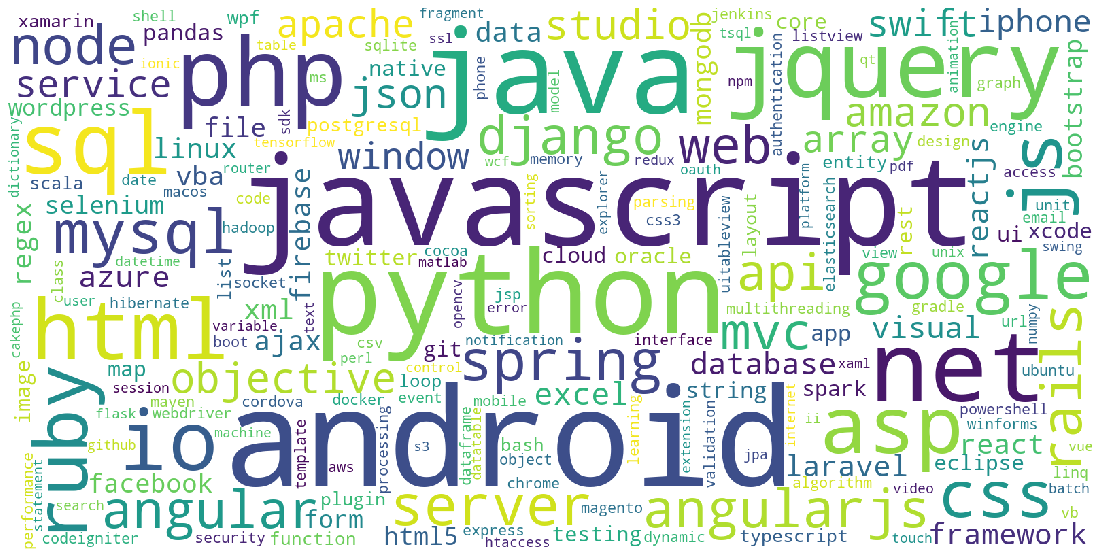 xamarin
shell
wpf
fragment
jenkins
swift
iphone
node
pandas
apache
studio
data
tsql
core
listview
table
sqlite
ssl
java
jquery
php
ionic
ms
native
phone
model
mongodb
npm
qt
graph
animation
service
json
sdk
authentication
amazon
bootstrap
wordpress
file
postgresql
django
web
array
design
engine
sql
linux
tensorflow
window
wcf
memory
redux
oauth
entity
pdf
access
js
dictionary
scala
date
router
vba
javascript
sorting
explorer
parsing
platform
rest
reactjs
unit
macos
code
selenium
firebase
css3
email
regex
mysql
hadoop
uitableview
layout
elasticsearch
ui
xcode
datetime
list
socket
twitter
cocoa
matlab
cloud
oracle
view
unix
swing
azure
class
python
api
google
user
hibernate
xml
text
opencv
jsp
error
multithreading
gradle
url
numpy
cakephp
html
variable
boot
ajax
csv
perl
git
notification
interface
mvc
app
visual
rails
map
session
objective
control
spring
database
xaml
net
ubuntu
image
ruby
maven
cordova
loop
event
docker
mobile
excel
string
spark
internet
asp
powershell
winforms
flask
webdriver
io
android
dataframe
datatable
bash
learning
extension
validation
ii
react
vue
github
machine
template
aws
processing
s3
object
jpa
laravel
eclipse
linq
performance
statement
search
facebook
plugin
chrome
algorithm
video
css
batch
angular
form
server
magento
angularjs
vb
codeigniter
security
function
html5
express
htaccess
testing
dynamic
typescript
touch
framework